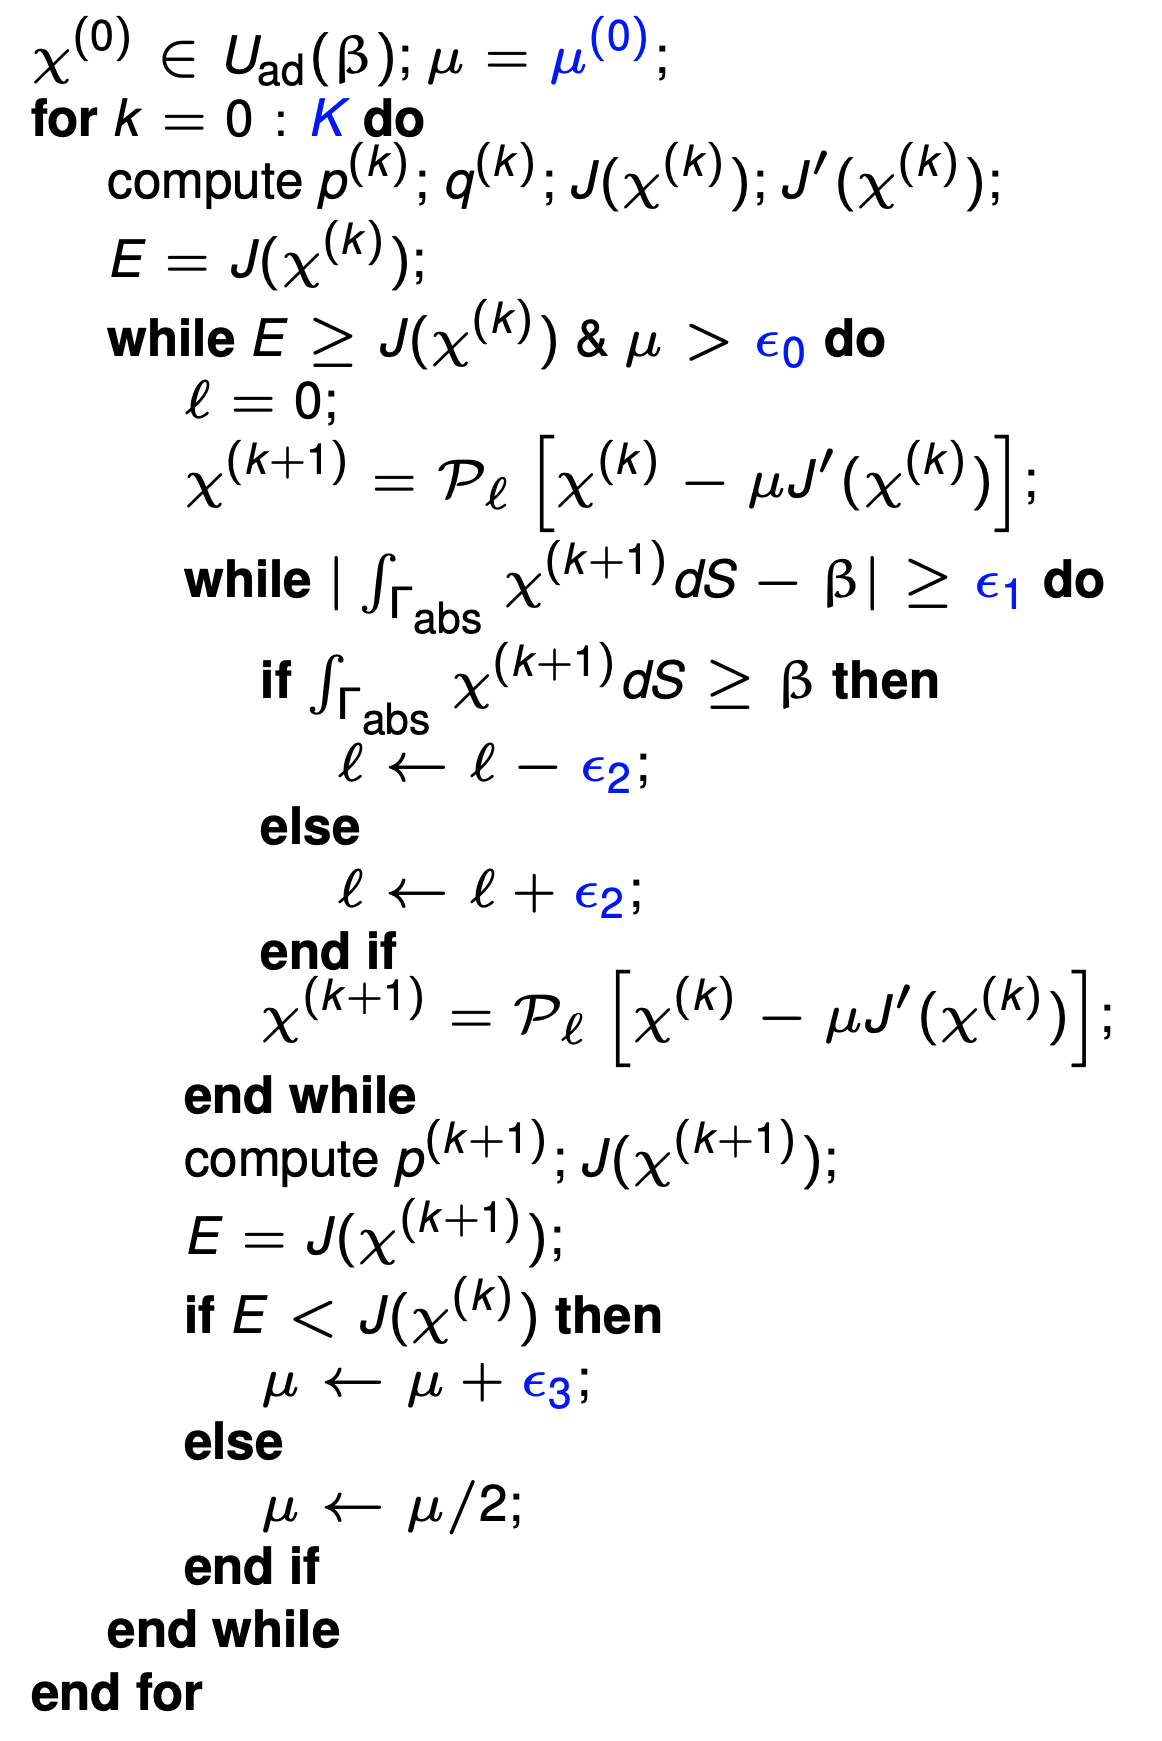 χ^(0) ∈ U_ad(β); μ = μ^(0);
for k = 0 : K do
compute p^(k); q^(k); J(χ^(k)); J′(χ^(k));
E = J(χ^(k));
while E ≥ J(χ^(k)) & μ > ϵ_0 do
ℓ = 0;
χ^(k+1) = 𝒫_ℓ [χ^(k) − μJ′(χ^(k))];
while | ∫_Γ_abs χ^(k+1) dS − β| ≥ ϵ_1 do
if ∫_Γ_abs χ^(k+1) dS ≥ β then
ℓ ← ℓ − ϵ_2;
else
ℓ ← ℓ + ϵ_2;
end if
χ^(k+1) = 𝒫_ℓ [χ^(k) − μJ′(χ^(k))];
end while
compute p^(k+1); J(χ^(k+1));
E = J(χ^(k+1));
if E < J(χ^(k)) then
μ ← μ + ϵ_3;
else
μ ← μ/2;
end if
end while
end for